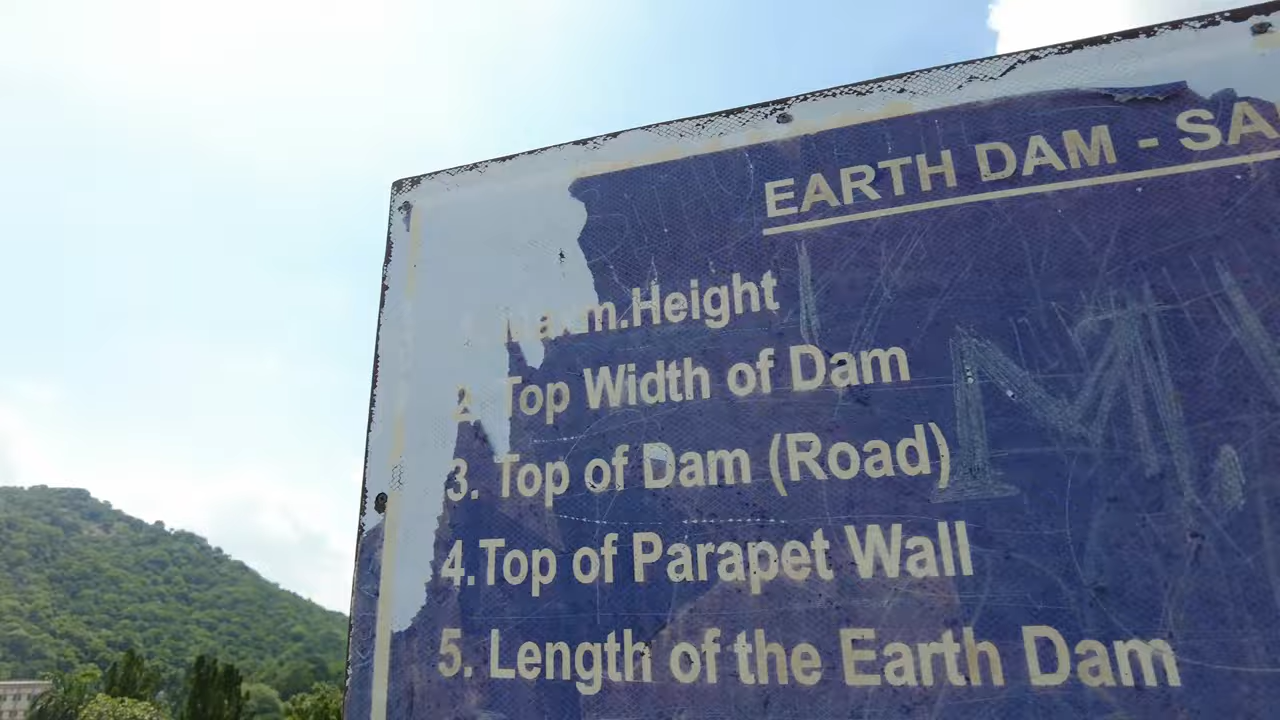 EARTH DAM - SA
m.Height
2. Top Width of Dam
3. Top of Dam (Road)
4.Top of Parapet Wall
5. Length of the Earth Dam